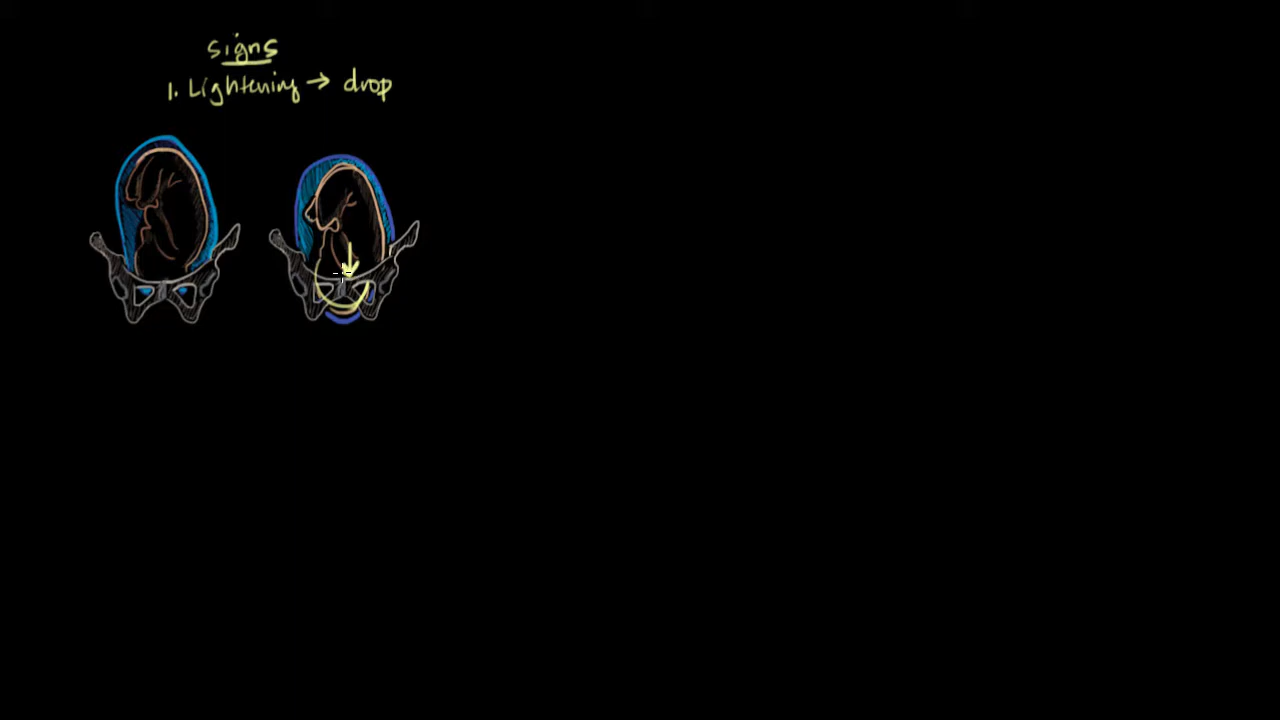 signs
1. Lightening → drop